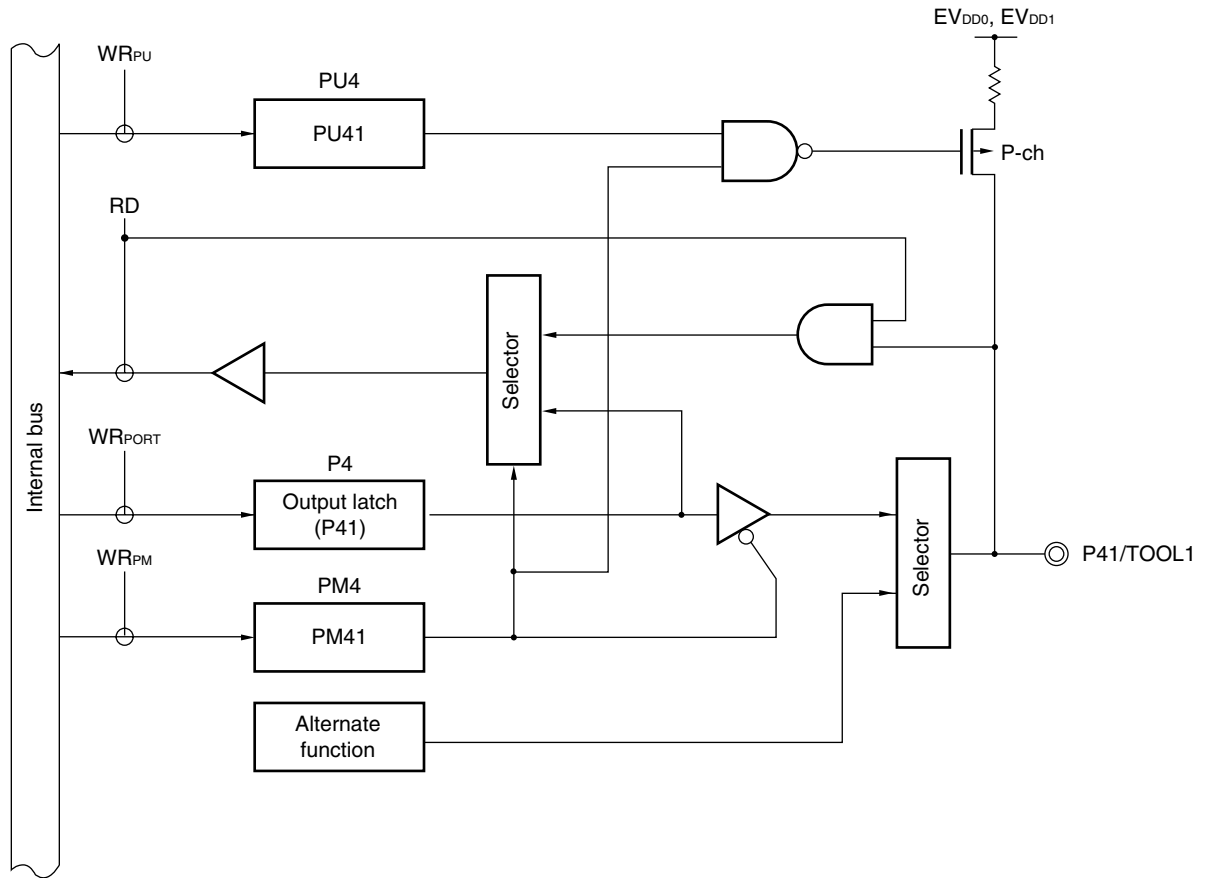 EVDD0, EVDD1
WRPU
PU4
PU41
P-ch
RD
Selector
Internal bus
WRPORT
P4
Output latch
(P41)
Selector
P41/TOOL1
WRPM
PM4
PM41
Alternate
function